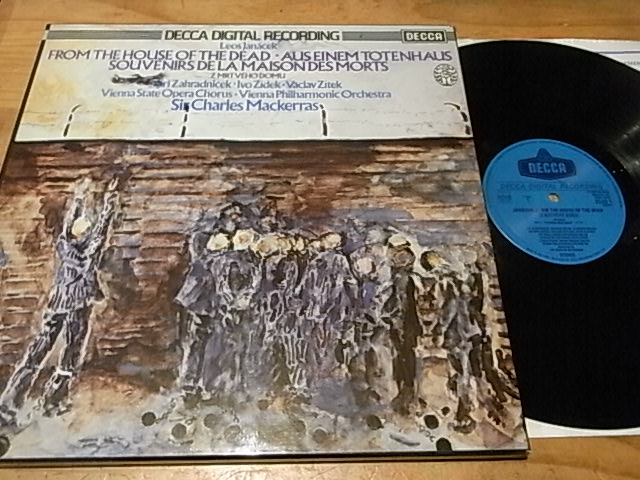 DECCA DIGITAL RECORDING
DECCA
Leoš Janáček
FROM THE HOUSE OF THE DEAD · AUS EINEM TOTENHAUS
SOUVENIRS DE LA MAISON DES MORTS
Z MRTVÉHO DOMU
Jiří Zahradníček · Ivo Žídek · Václav Zítek
Vienna State Opera Chorus · Vienna Philharmonic Orchestra
Sir Charles Mackerras
DECCA
DECCA DIGITAL RECORDING